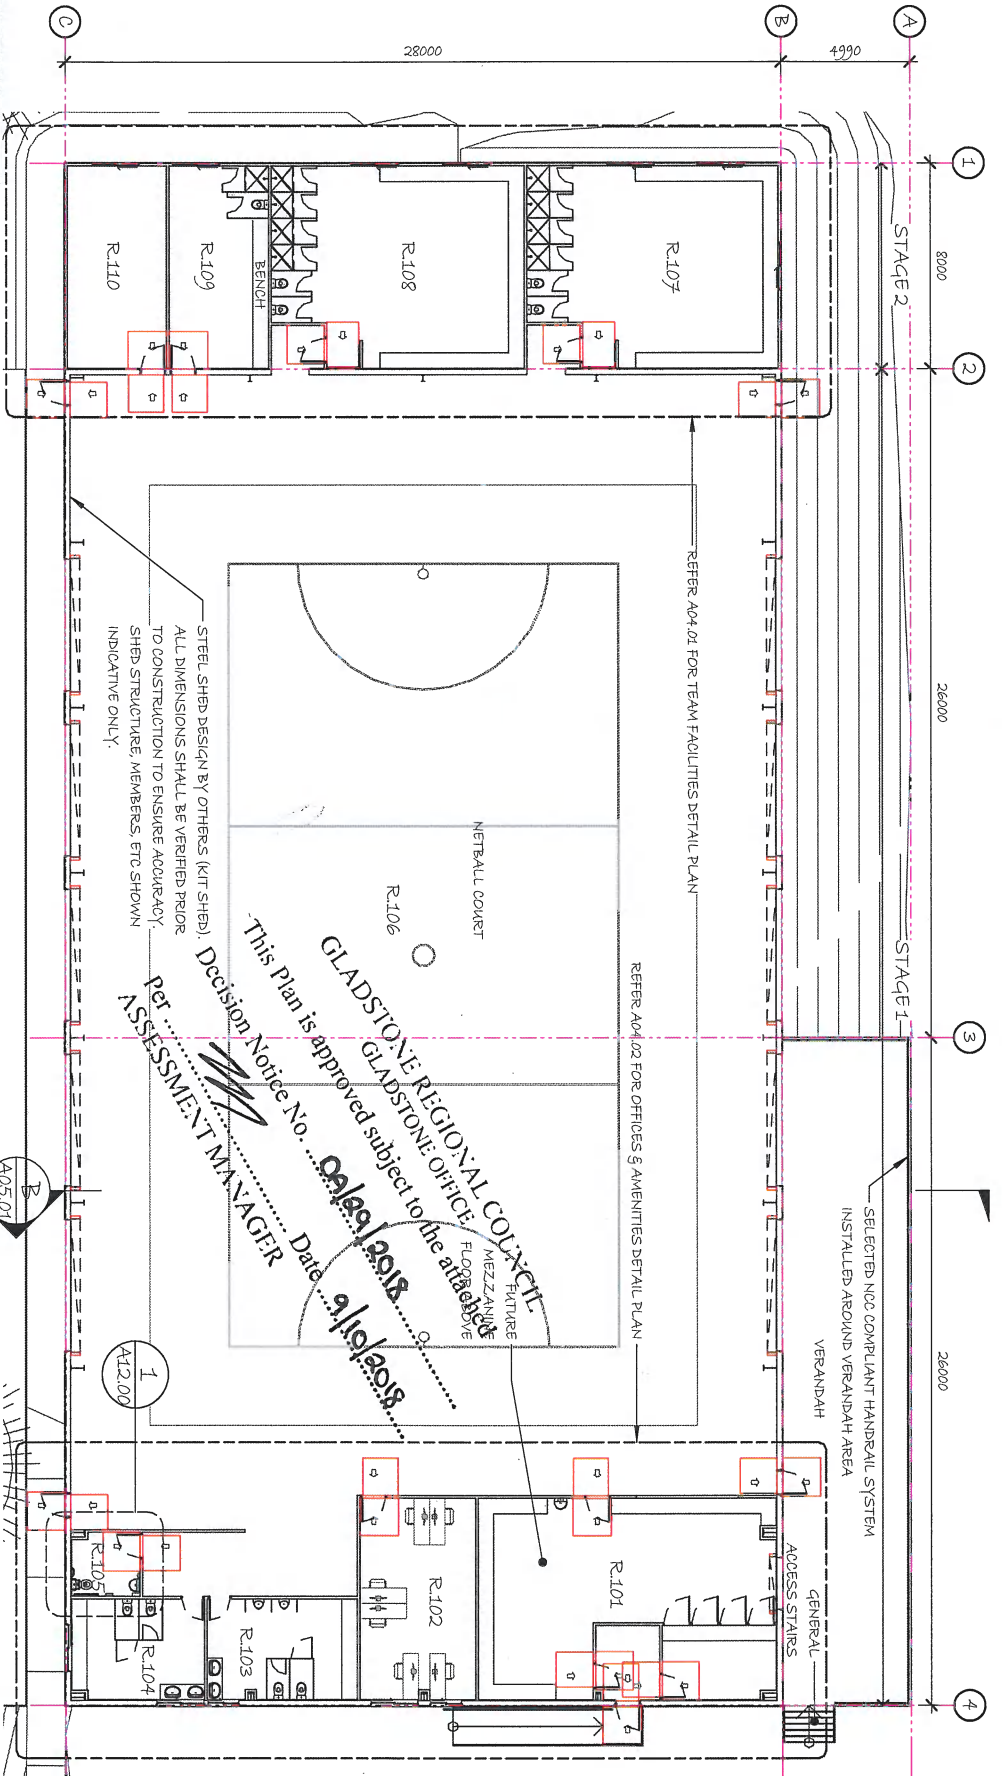 C
B
A
28000
4990
1
STAGE 2
8000
2
R.110
R.109
BENCH
R.108
R.107
26000
REFER A04.01 FOR TEAM FACILITIES DETAIL PLAN
STEEL SHED DESIGN BY OTHERS (KIT SHED).
ALL DIMENSIONS SHALL BE VERIFIED PRIOR
TO CONSTRUCTION TO ENSURE ACCURACY.
SHED STRUCTURE, MEMBERS, ETC SHOWN
INDICATIVE ONLY.
NETBALL COURT
R.106
STAGE 1
3
REFER A04.02 FOR OFFICES & AMENITIES DETAIL PLAN
GLADSTONE REGIONAL COUNCIL
GLADSTONE OFFICE
This Plan is approved subject to the attached
Decision Notice No. DA/29/2018
Per Date 9/10/2018
ASSESSMENT MANAGER
FUTURE
MEZZANINE
FLOOR ABOVE
SELECTED NCC COMPLIANT HANDRAIL SYSTEM
INSTALLED AROUND VERANDAH AREA
VERANDAH
26000
B
A05.01
1
A12.00
GENERAL
ACCESS STAIRS
R.101
R.102
R.103
R.104
R.105
4